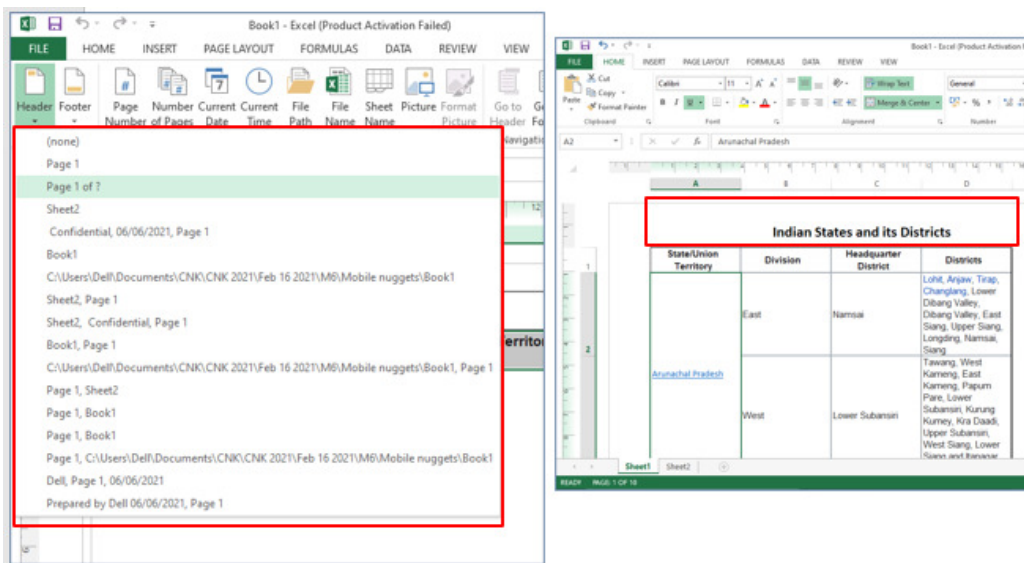 Book1 - Excel (Product Activation Failed)
FILE HOME INSERT PAGE LAYOUT FORMULAS DATA REVIEW VIEW
Header Footer Page Number Current Current File File Sheet Picture Format Go to
Number of Pages Date Time Path Name Name Picture Header
(none)
Page 1
Page 1 of ?
Sheet2
Confidential, 06/06/2021, Page 1
Book1
C:\Users\Dell\Documents\CNK\CNK 2021\Feb 16 2021\M6\Mobile nuggets\Book1
Sheet2, Page 1
Sheet2, Confidential, Page 1
Book1, Page 1
C:\Users\Dell\Documents\CNK\CNK 2021\Feb 16 2021\M6\Mobile nuggets\Book1, Page 1
Page 1, Sheet2
Page 1, Book1
Page 1, Book1
Page 1, C:\Users\Dell\Documents\CNK\CNK 2021\Feb 16 2021\M6\Mobile nuggets\Book1
Dell, Page 1, 06/06/2021
Prepared by Dell 06/06/2021, Page 1
Book1 - Excel (Product Activation
FILE HOME INSERT PAGE LAYOUT FORMULAS DATA REVIEW VIEW
Cut
Copy
Format Painter
Paste
Calibri 11
Wrap Text
General
B I U
Merge & Center
Clipboard Font Alignment Number
A2 Arunachal Pradesh
A B C D
Indian States and its Districts
1
State/Union
Territory
Division
Headquarter
District
Districts
2
Arunachal Pradesh
East
Namsai
Lohit, Anjaw, Tirap,
Changlang, Lower
Dibang Valley,
Dibang Valley, East
Siang, Upper Siang,
Longding, Namsai,
Siang
West
Lower Subansiri
Tawang, West
Kameng, East
Kameng, Papum
Pare, Lower
Subansiri, Kurung
Kumey, Kra Daadi,
Upper Subansiri,
West Siang, Lower
Siang and Itanagar
Sheet1 Sheet2
READY PAGE: 1 OF 18